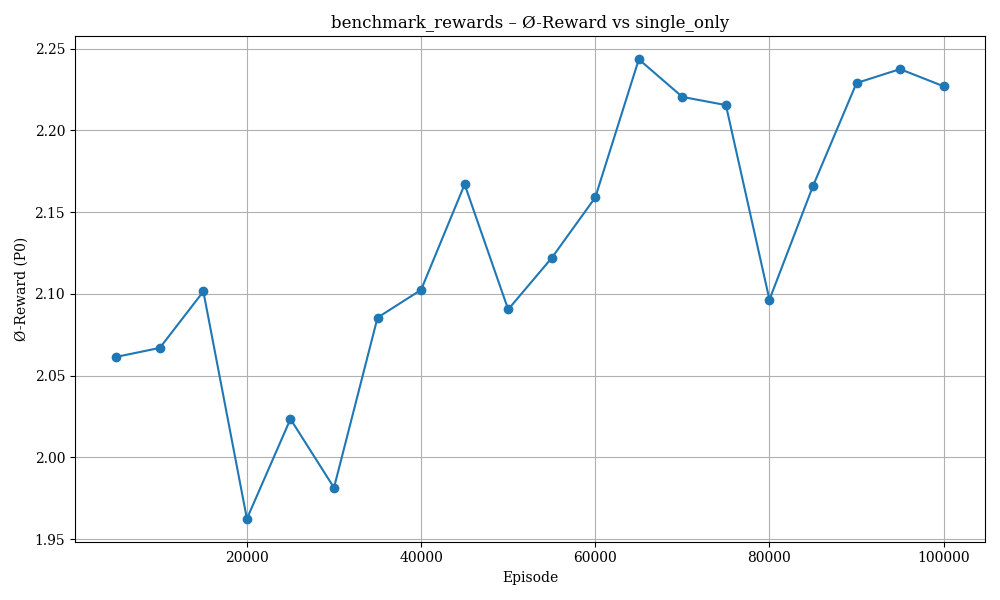 benchmark_rewards – Ø-Reward vs single_only
2.25
2.20
2.15
2.10
2.05
2.00
1.95
Ø-Reward (P0)
20000 40000 60000 80000 100000
Episode